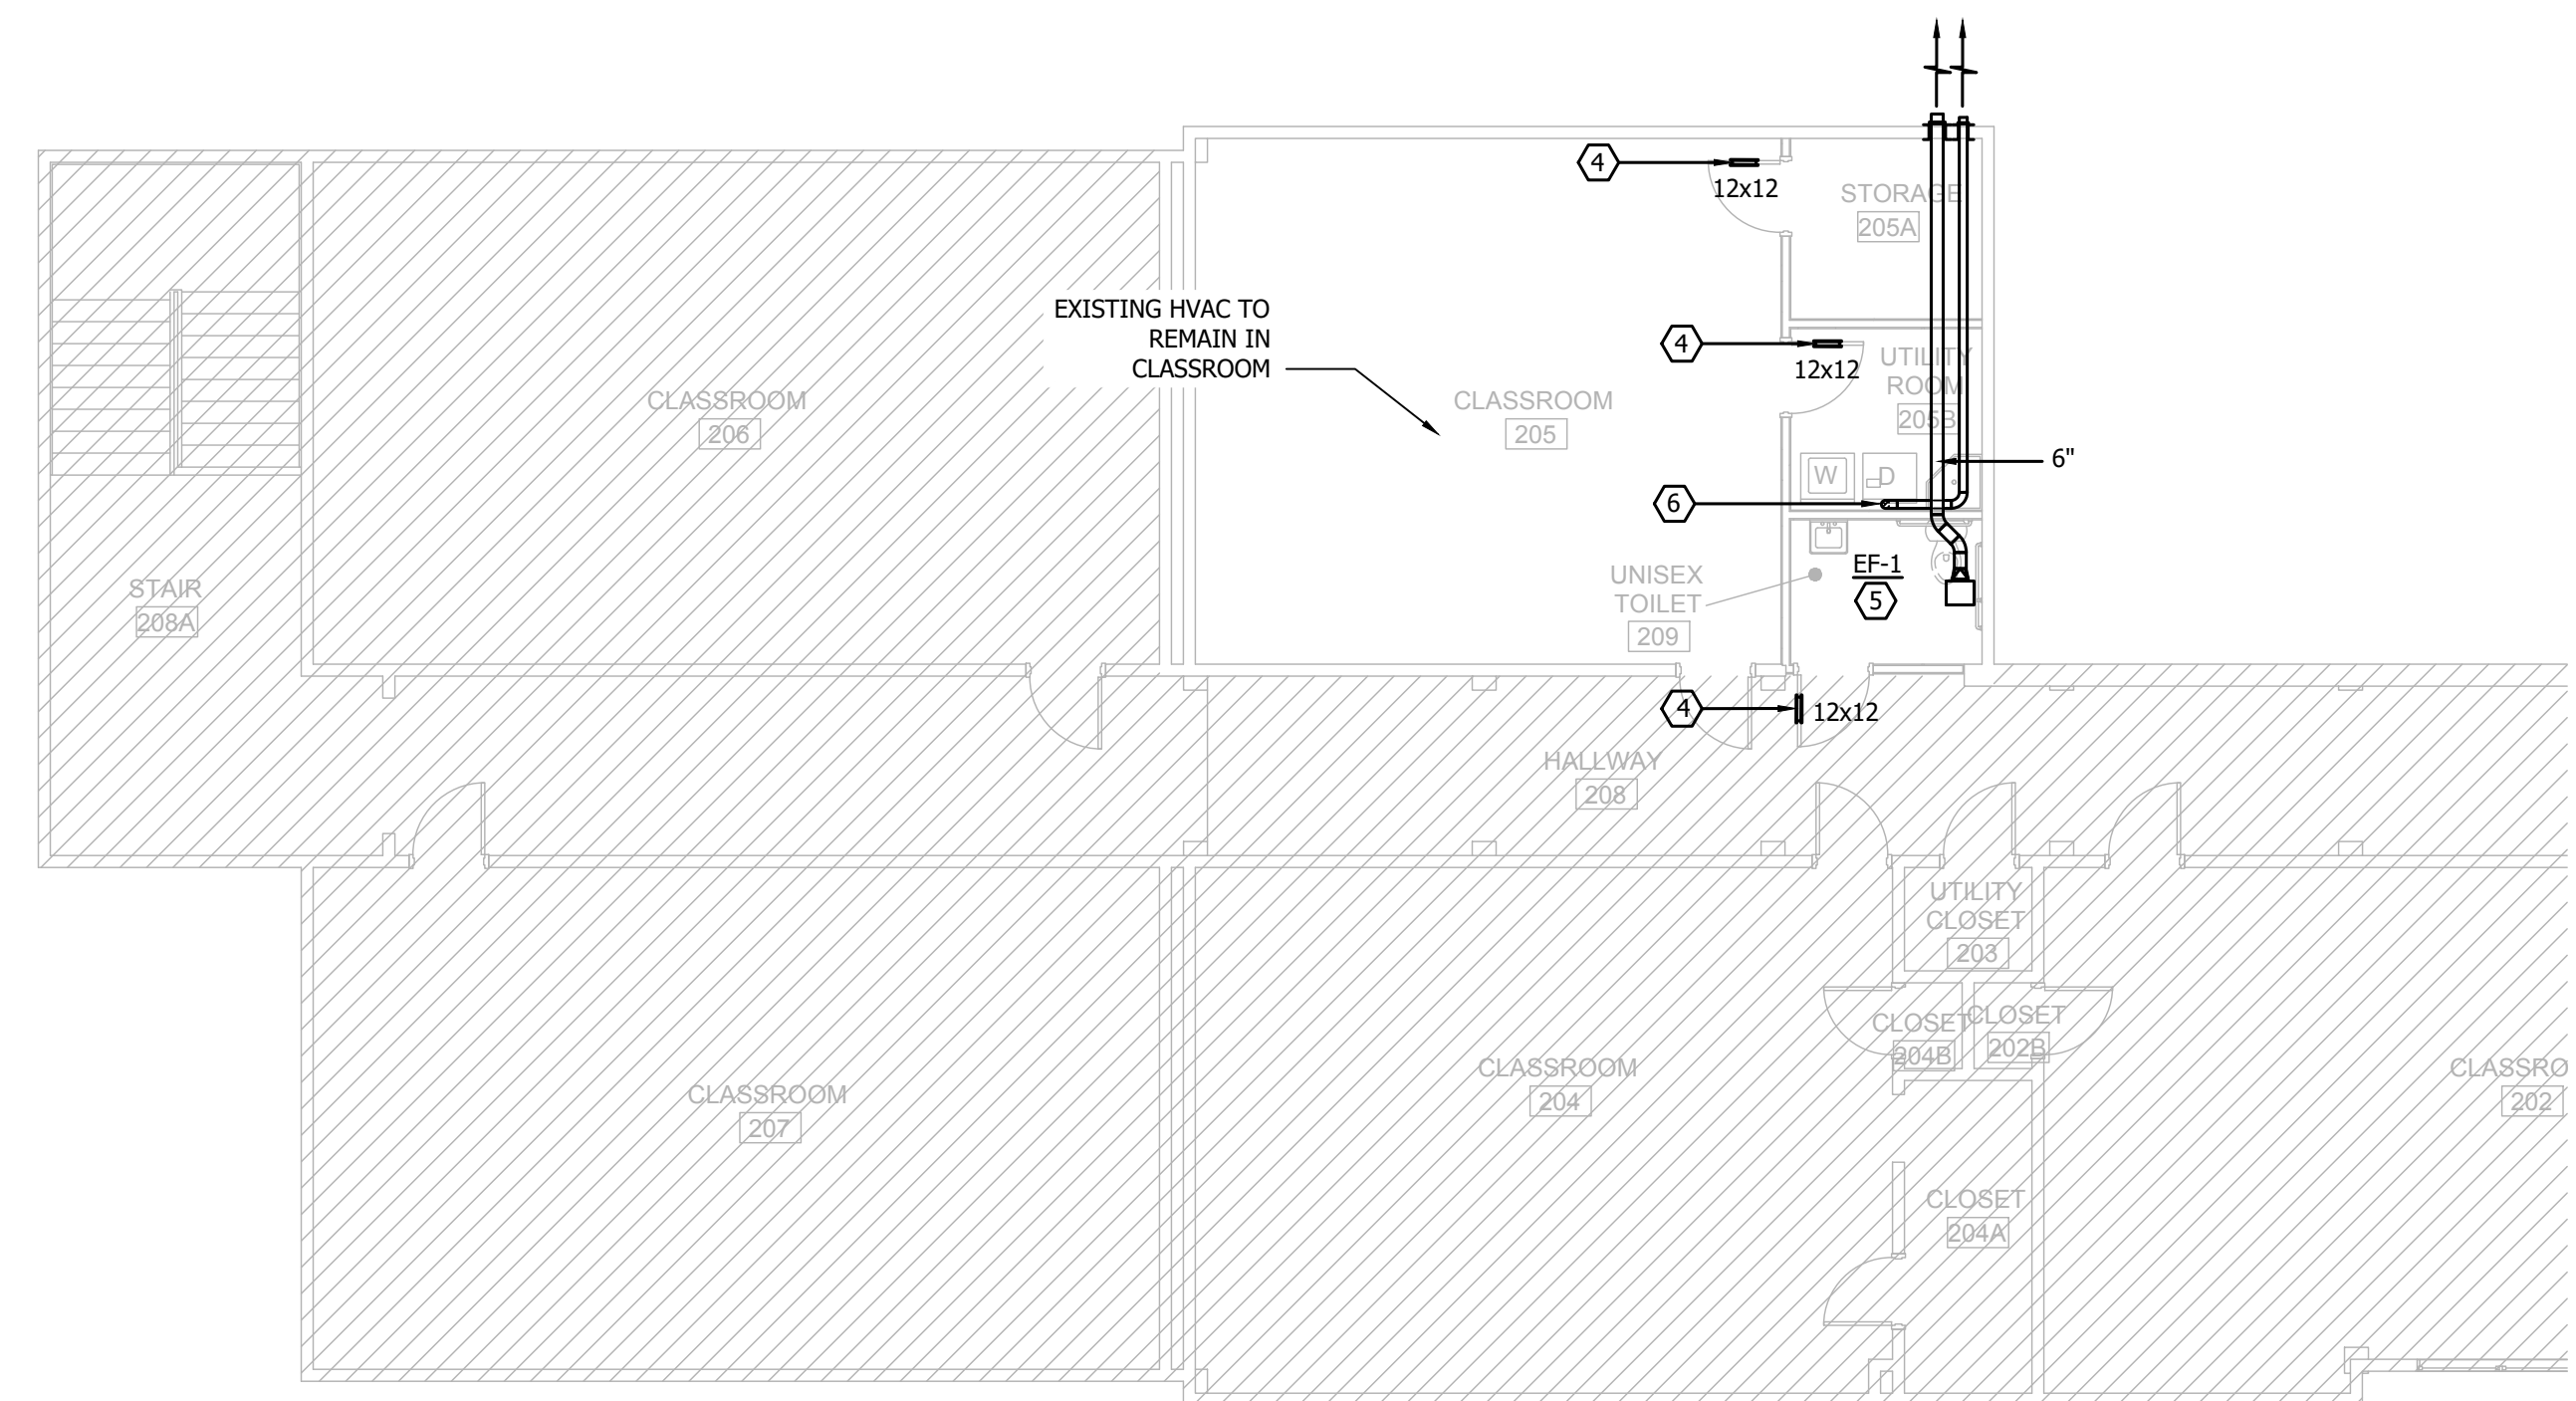 4
12x12
STORAGE
205A
EXISTING HVAC TO
REMAIN IN
CLASSROOM
4
12x12
UTILITY
ROOM
205B
CLASSROOM
206
CLASSROOM
205
6"
W
D
6
EF-1
5
UNISEX
TOILET
209
STAIR
208A
4
12x12
HALLWAY
208
UTILITY
CLOSET
203
CLOSET
204B
CLOSET
202B
CLASSROOM
207
CLASSROOM
204
CLASSRO
202
CLOSET
204A